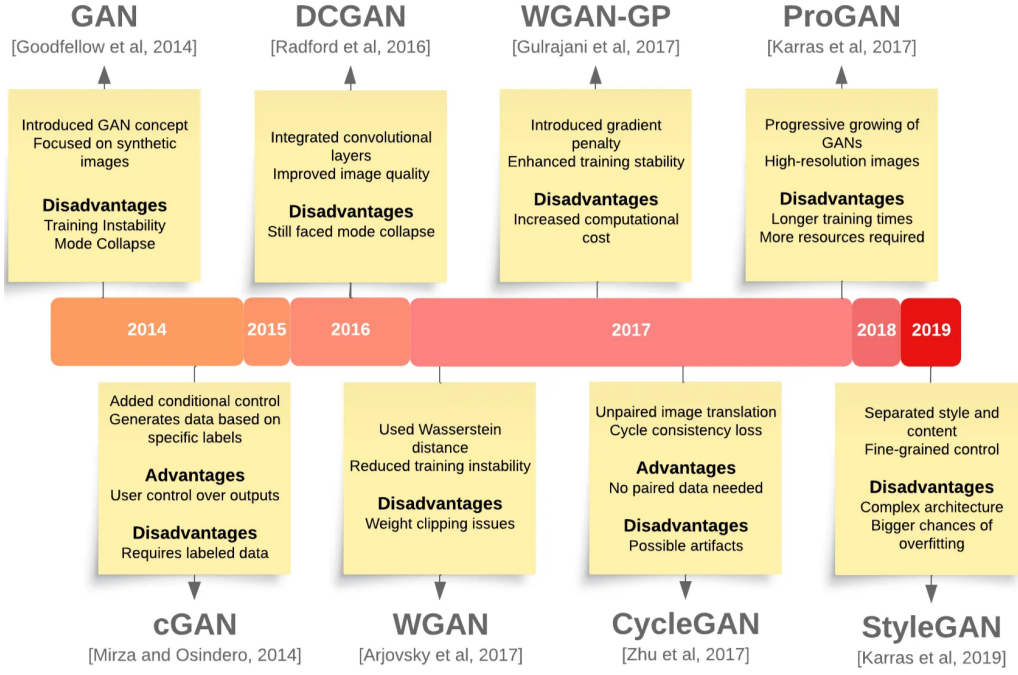 GAN
[Goodfellow et al, 2014]
Introduced GAN concept
Focused on synthetic
images
Disadvantages
Training Instability
Mode Collapse
DCGAN
[Radford et al, 2016]
Integrated convolutional
layers
Improved image quality
Disadvantages
Still faced mode collapse
WGAN-GP
[Gulrajani et al, 2017]
Introduced gradient
penalty
Enhanced training stability
Disadvantages
Increased computational
cost
ProGAN
[Karras et al, 2017]
Progressive growing of
GANs
High-resolution images
Disadvantages
Longer training times
More resources required
2014
2015
2016
2017
2018
2019
Added conditional control
Generates data based on
specific labels
Advantages
User control over outputs
Disadvantages
Requires labeled data
cGAN
[Mirza and Osindero, 2014]
Used Wasserstein
distance
Reduced training instability
Disadvantages
Weight clipping issues
WGAN
[Arjovsky et al, 2017]
Unpaired image translation
Cycle consistency loss
Advantages
No paired data needed
Disadvantages
Possible artifacts
CycleGAN
[Zhu et al, 2017]
Separated style and
content
Fine-grained control
Disadvantages
Complex architecture
Bigger chances of
overfitting
StyleGAN
[Karras et al, 2019]